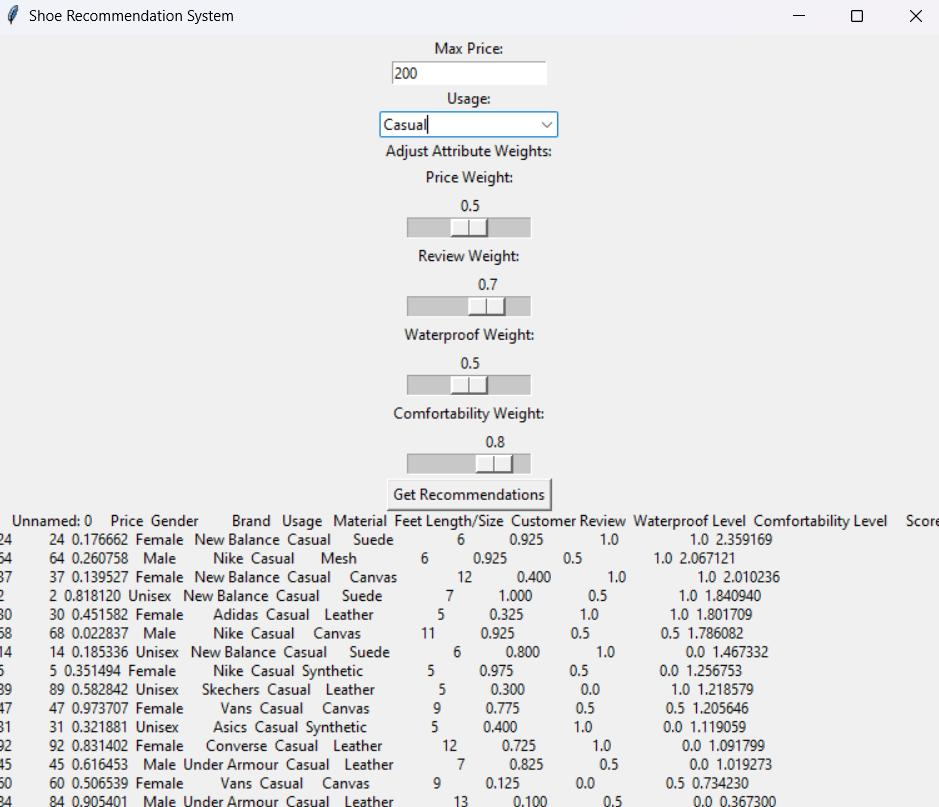 Shoe Recommendation System
Max Price:
200
Usage:
Casual
Adjust Attribute Weights:
Price Weight:
0.5
Review Weight:
0.7
Waterproof Weight:
0.5
Comfortability Weight:
0.8
Get Recommendations
Unnamed: 0 Price Gender Brand Usage Material Feet Length/Size Customer Review Waterproof Level Comfortability Level Score
24 24 0.176662 Female New Balance Casual Suede 6 0.925 1.0 1.0 2.359169
64 64 0.260758 Male Nike Casual Mesh 6 0.925 0.5 1.0 2.067121
37 37 0.139527 Female New Balance Casual Canvas 12 0.400 1.0 1.0 2.010236
2 2 0.818120 Unisex New Balance Casual Suede 7 1.000 0.5 1.0 1.840940
30 30 0.451582 Female Adidas Casual Leather 5 0.325 1.0 1.0 1.801709
68 68 0.022837 Male Nike Casual Canvas 11 0.925 0.5 0.5 1.786082
14 14 0.185336 Unisex New Balance Casual Suede 6 0.800 1.0 0.0 1.467332
5 5 0.351494 Female Nike Casual Synthetic 5 0.975 0.5 0.0 1.256753
89 89 0.582842 Unisex Skechers Casual Leather 5 0.300 0.0 1.0 1.218579
47 47 0.973707 Female Vans Casual Canvas 9 0.775 0.5 0.5 1.205646
31 31 0.321881 Unisex Asics Casual Synthetic 5 0.400 1.0 0.0 1.119059
92 92 0.831402 Female Converse Casual Leather 12 0.725 1.0 0.0 1.091799
45 45 0.616453 Male Under Armour Casual Leather 7 0.825 0.5 0.0 1.019273
60 60 0.506539 Female Vans Casual Canvas 9 0.125 0.0 0.5 0.734230
84 84 0.905401 Male Under Armour Casual Leather 13 0.100 0.5 0.0 0.367300